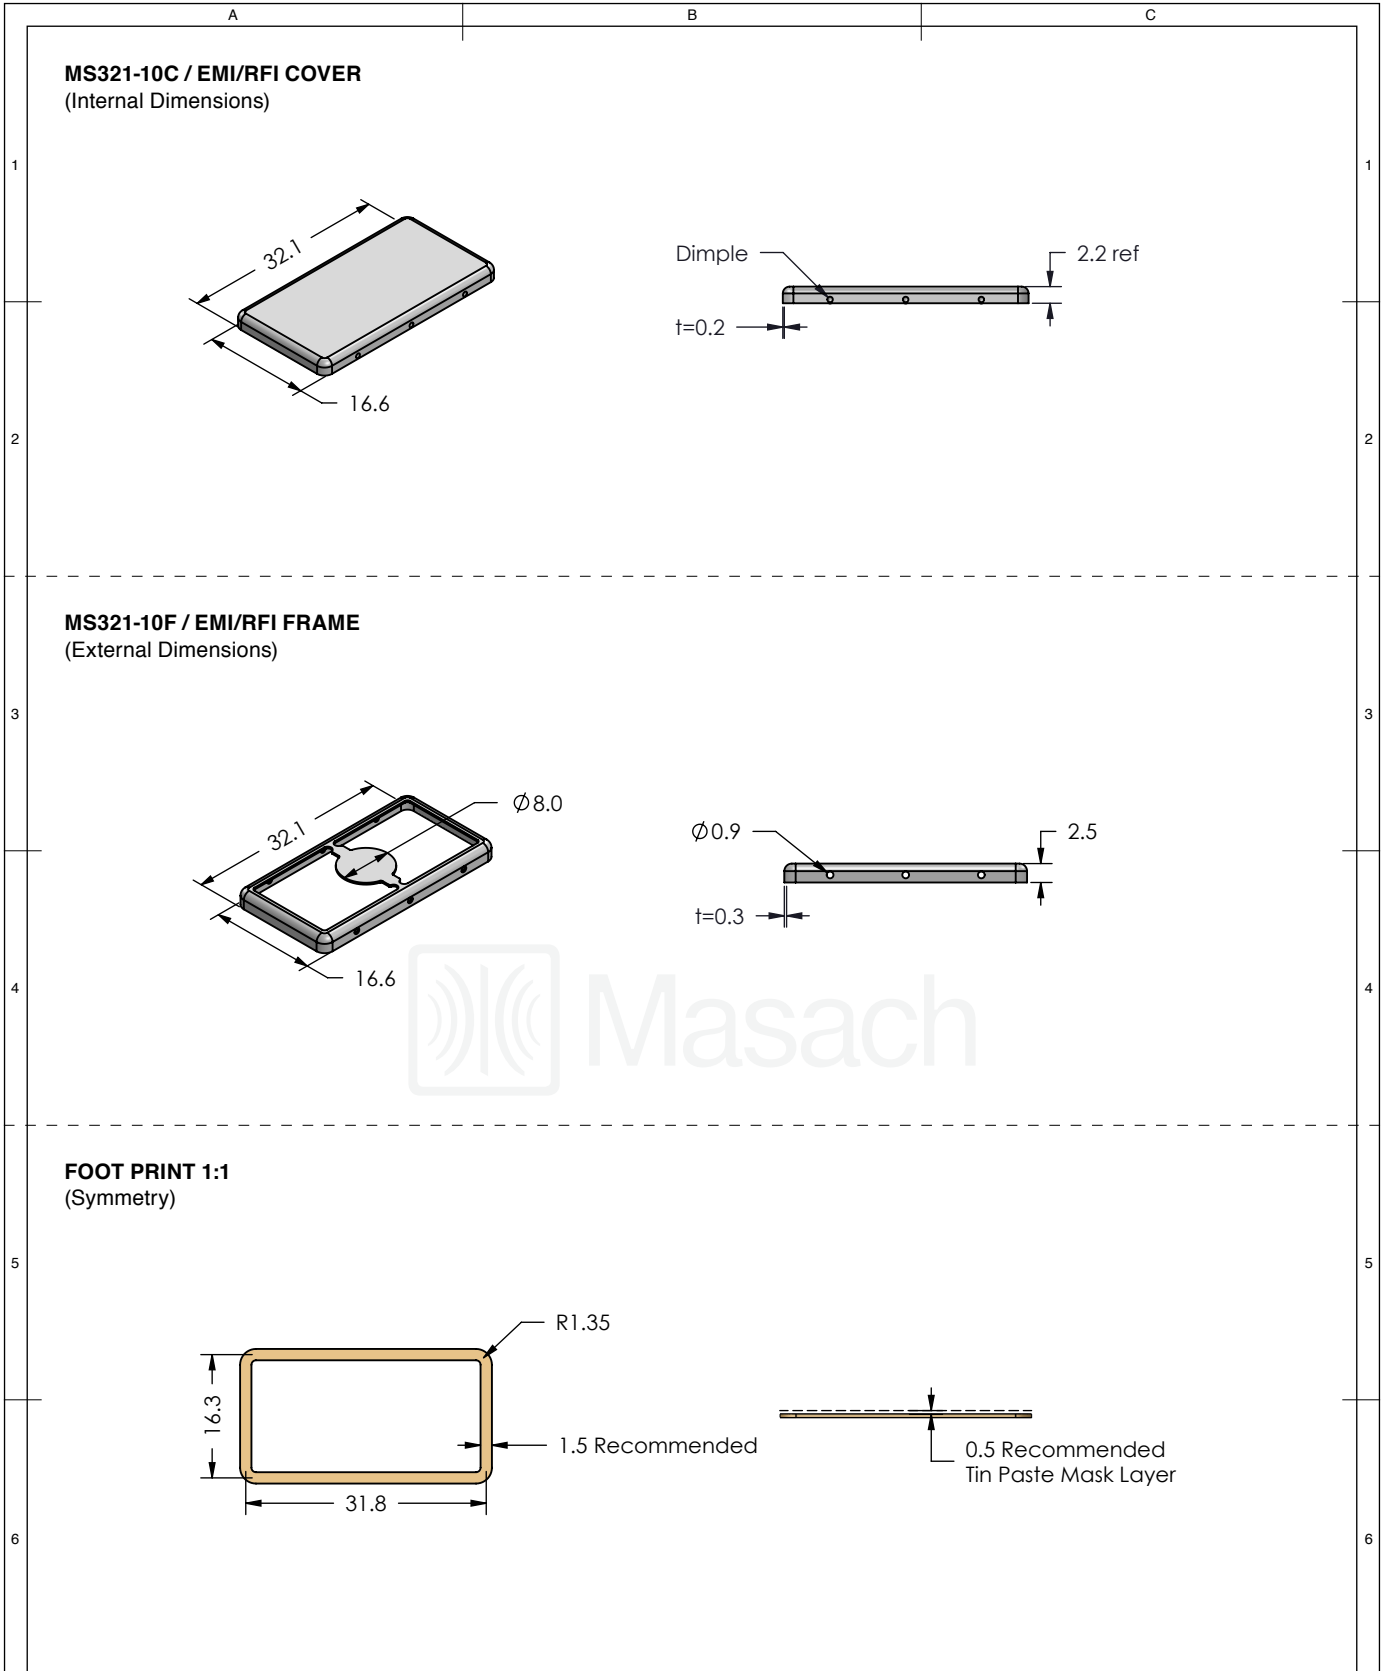 A B C
MS321-10C / EMI/RFI COVER
(Internal Dimensions)
1 1
32.1
Dimple
2.2 ref
t=0.2
16.6
2 2
MS321-10F / EMI/RFI FRAME
(External Dimensions)
3 3
Ø8.0
32.1
Ø0.9
2.5
t=0.3
16.6
Masach
4 4
FOOT PRINT 1:1
(Symmetry)
5 5
R1.35
16.3
1.5 Recommended
0.5 Recommended
Tin Paste Mask Layer
31.8
6 6